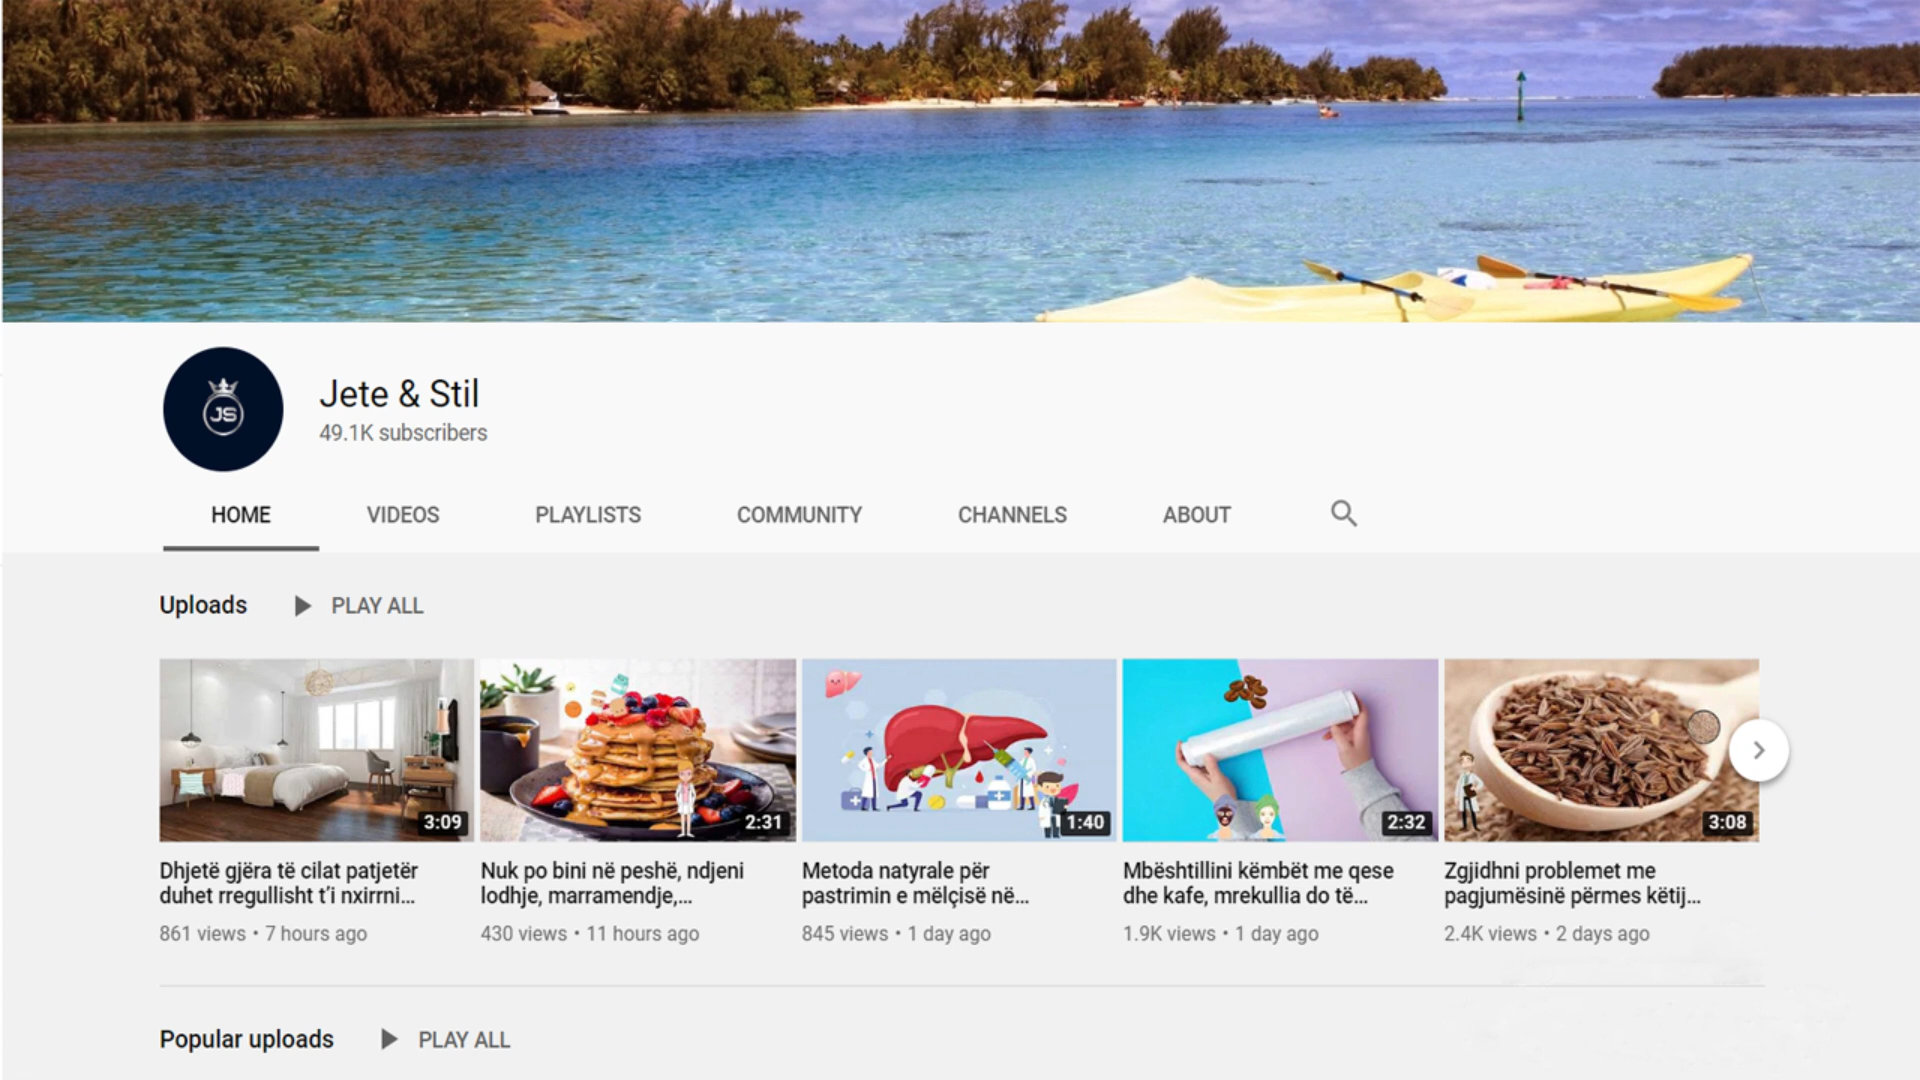 JS
Jete & Stil
49.1K subscribers
HOME VIDEOS PLAYLISTS COMMUNITY CHANNELS ABOUT
Uploads PLAY ALL
3:09 2:31 1:40 2:32 3:08
Dhjetë gjëra të cilat patjetër
duhet rregullisht t’i nxirrni...
861 views • 7 hours ago
Nuk po bini në peshë, ndjeni
lodhje, marramendje,...
430 views • 11 hours ago
Metoda natyrale për
pastrimin e mëlçisë në...
845 views • 1 day ago
Mbështillini këmbët me qese
dhe kafe, mrekullia do të...
1.9K views • 1 day ago
Zgjidhni problemet me
pagjumësinë përmes këtij...
2.4K views • 2 days ago
Popular uploads PLAY ALL